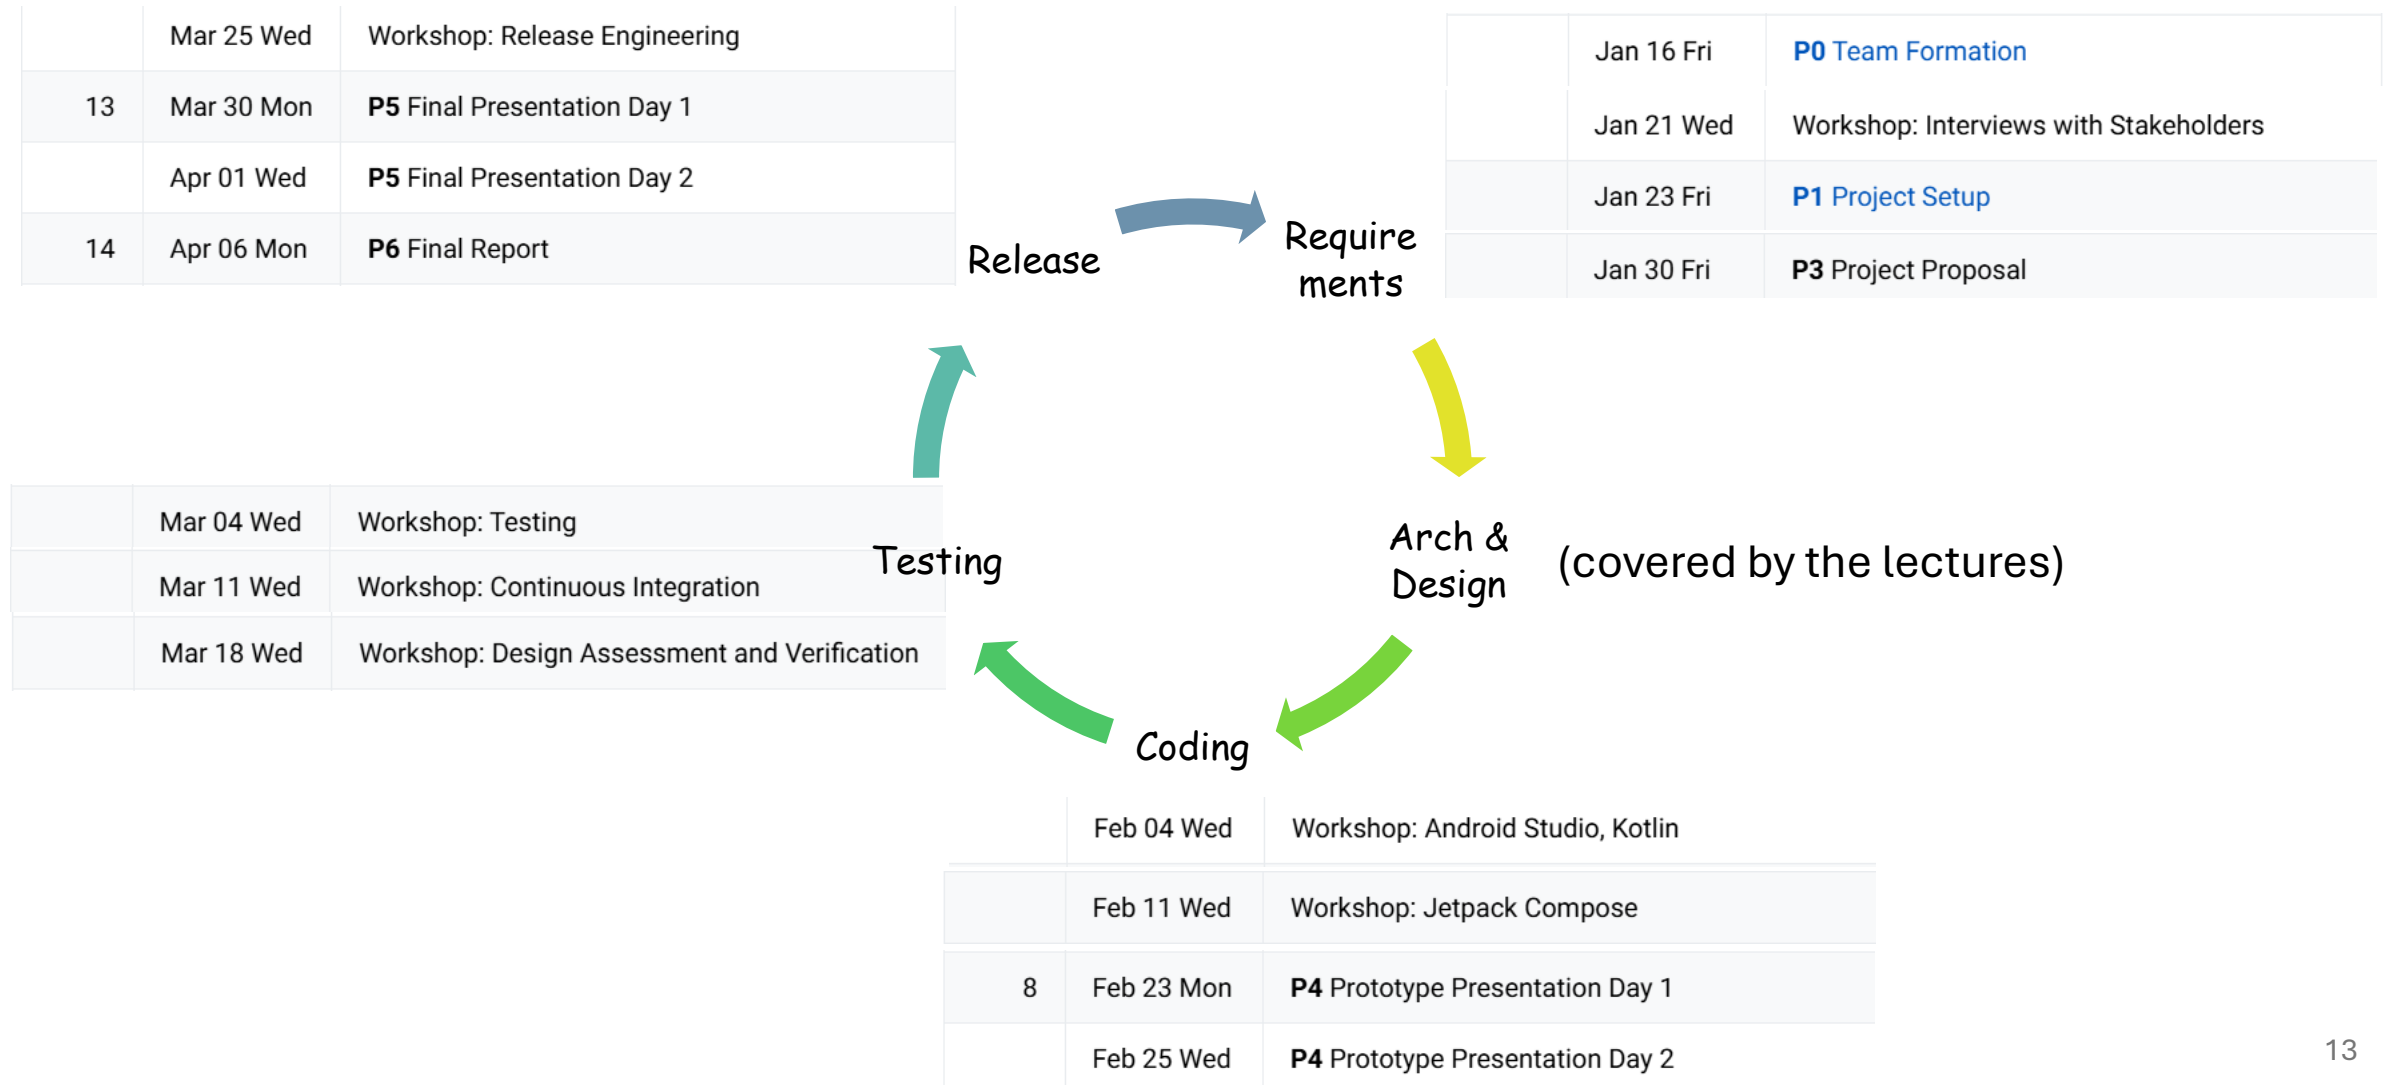 Mar 25 Wed Workshop: Release Engineering
13 Mar 30 Mon P5 Final Presentation Day 1
Apr 01 Wed P5 Final Presentation Day 2
14 Apr 06 Mon P6 Final Report
Jan 16 Fri P0 Team Formation
Jan 21 Wed Workshop: Interviews with Stakeholders
Jan 23 Fri P1 Project Setup
Jan 30 Fri P3 Project Proposal
Release
Require
ments
Mar 04 Wed Workshop: Testing
Mar 11 Wed Workshop: Continuous Integration
Mar 18 Wed Workshop: Design Assessment and Verification
Testing
Arch &
Design
(covered by the lectures)
Coding
Feb 04 Wed Workshop: Android Studio, Kotlin
Feb 11 Wed Workshop: Jetpack Compose
8 Feb 23 Mon P4 Prototype Presentation Day 1
Feb 25 Wed P4 Prototype Presentation Day 2
13